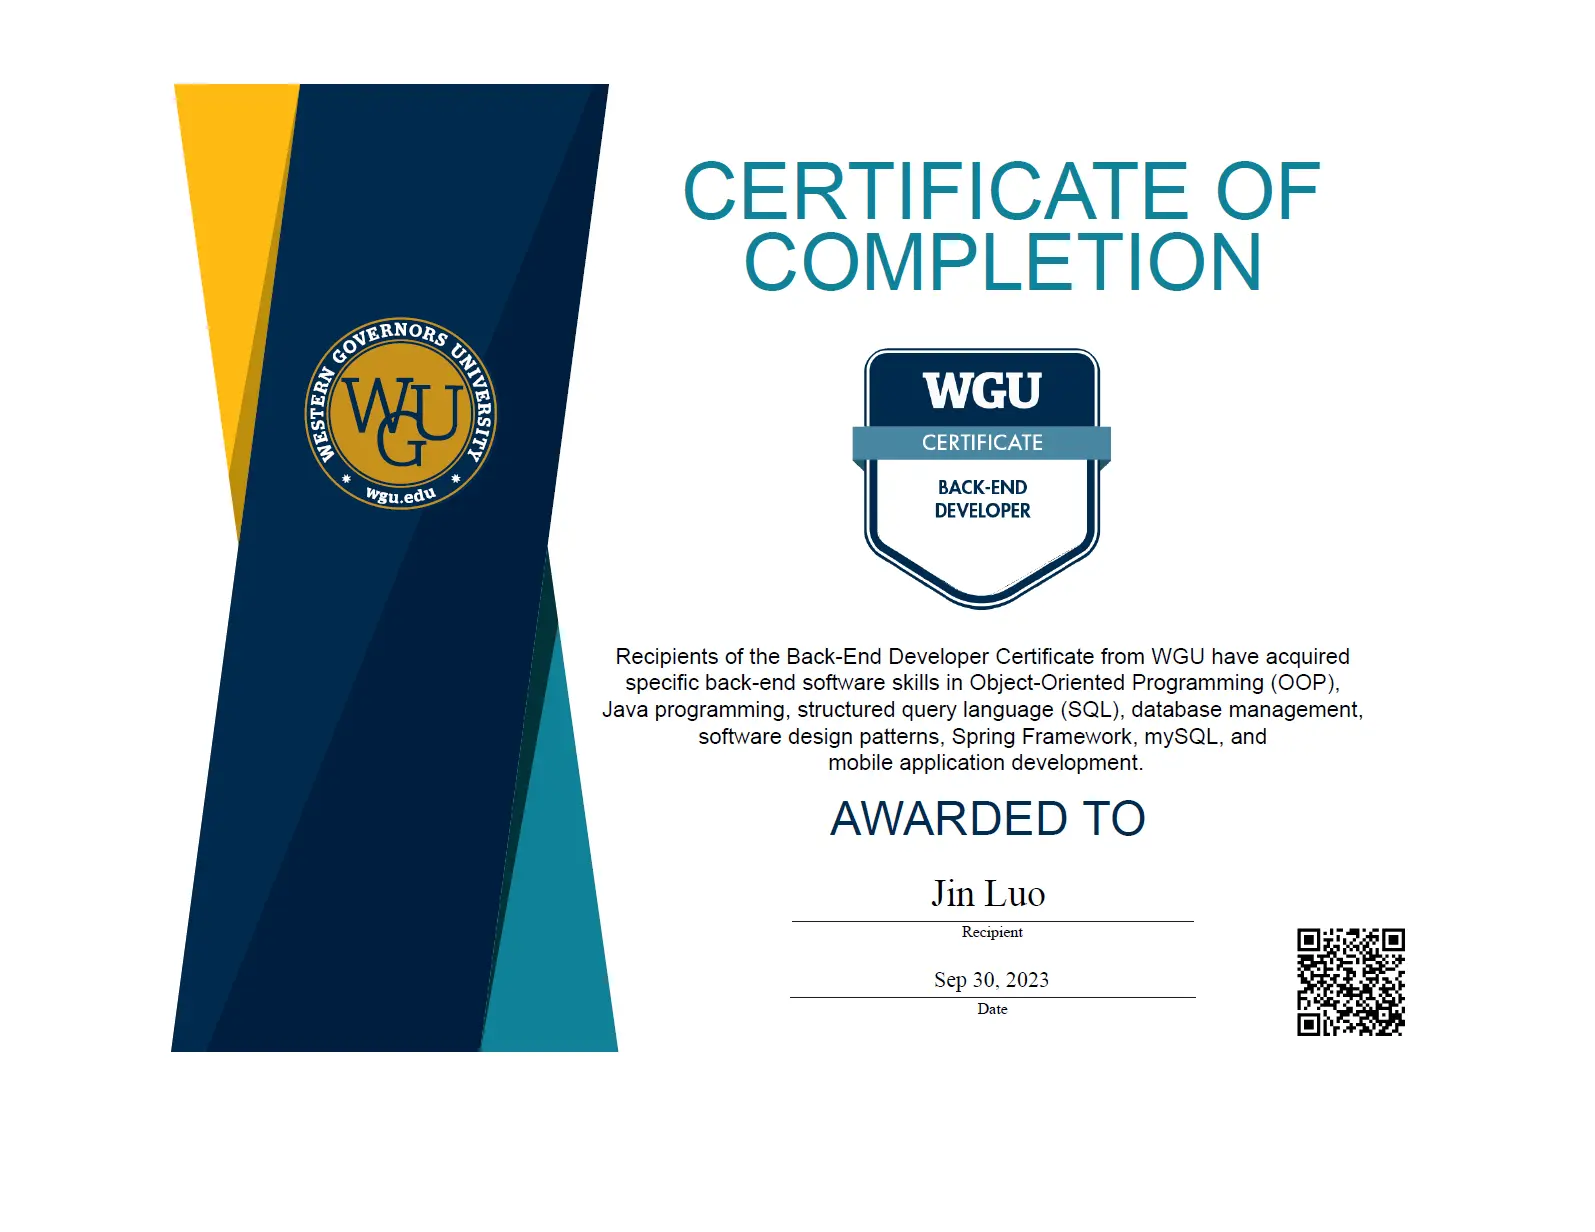 CERTIFICATE OF
COMPLETION
WESTERN GOVERNORS UNIVERSITY
WGU
wgu.edu
WGU
CERTIFICATE
BACK-END
DEVELOPER
Recipients of the Back-End Developer Certificate from WGU have acquired
specific back-end software skills in Object-Oriented Programming (OOP),
Java programming, structured query language (SQL), database management,
software design patterns, Spring Framework, mySQL, and
mobile application development.
AWARDED TO
Jin Luo
Recipient
Sep 30, 2023
Date